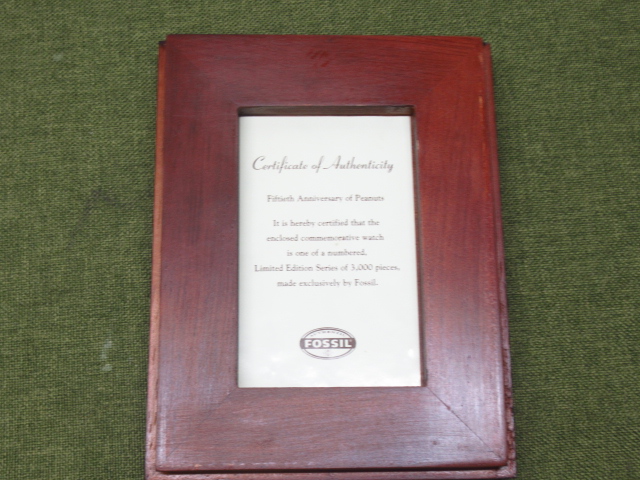 Certificate of Authenticity
Fiftieth Anniversary of Peanuts
It is hereby certified that the
enclosed commemorative watch
is one of a numbered,
Limited Edition Series of 3,000 pieces,
made exclusively by Fossil.
FOSSIL